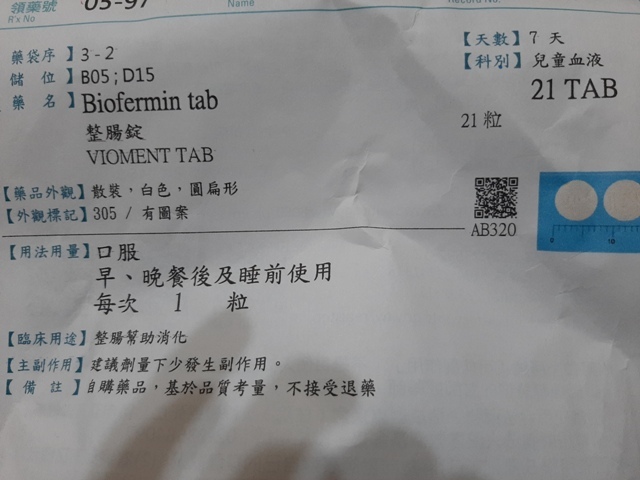 領藥號 05-97
R'x No
Name
Record No.
【藥袋序】3-2
【天數】7 天
【儲位】B05;D15
【科別】兒童血液
【藥名】Biofermin tab
21 TAB
整腸錠
21 粒
VIOMENT TAB
【藥品外觀】散裝,白色,圓扁形
【外觀標記】305 / 有圖案
AB320
0 10
【用法用量】口服
早、晚餐後及睡前使用
每次 1 粒
【臨床用途】整腸幫助消化
【主副作用】建議劑量下少發生副作用。
【備註】自購藥品,基於品質考量,不接受退藥